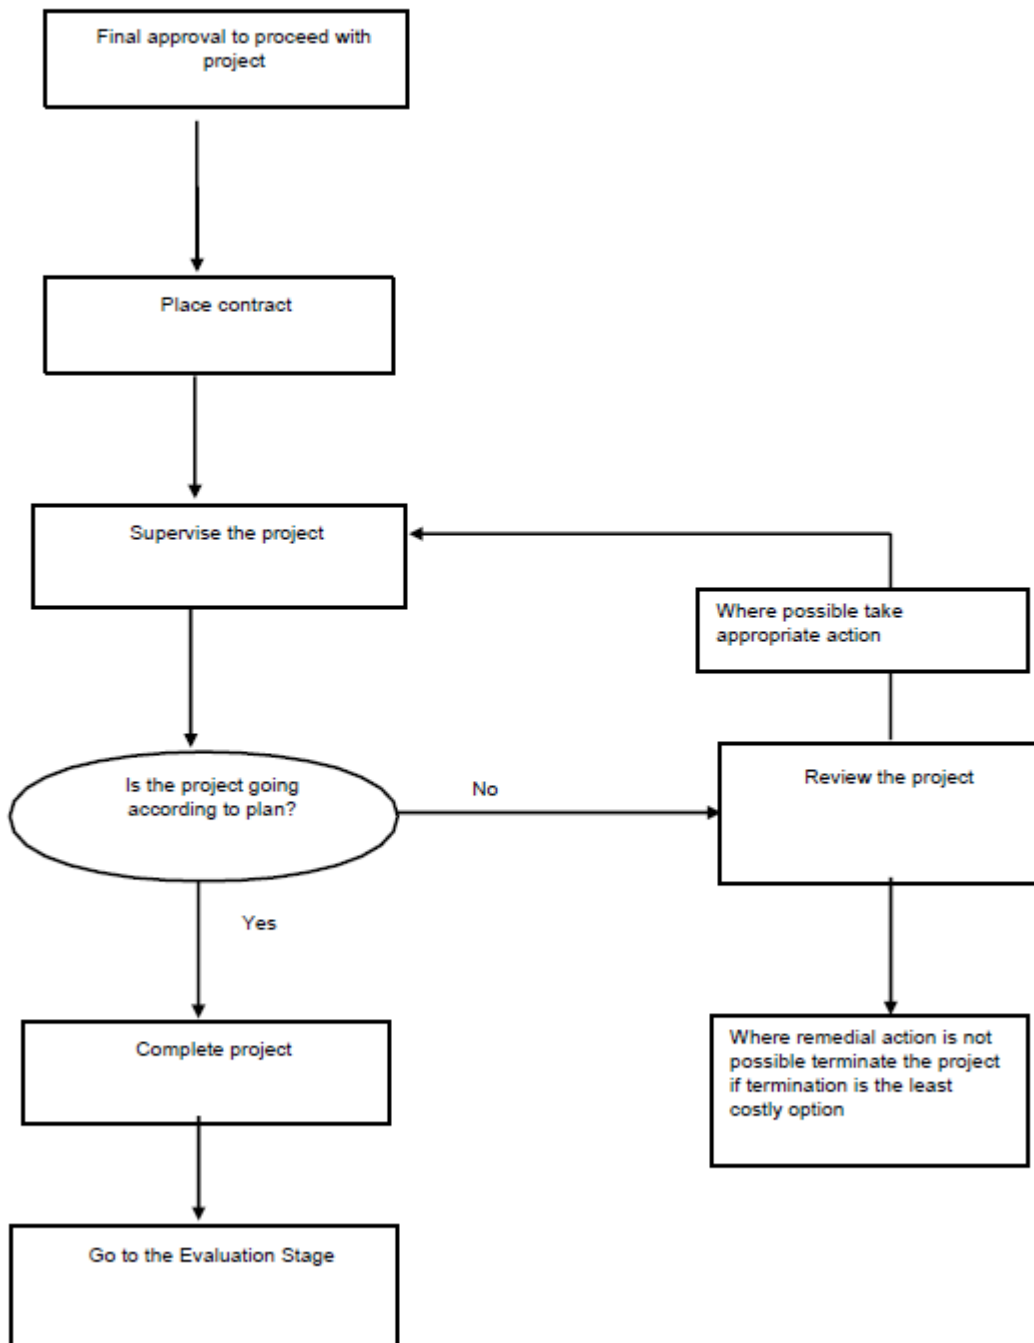 Final approval to proceed with
project
Place contract
Supervise the project
Where possible take
appropriate action
Is the project going
according to plan?
No
Review the project
Yes
Complete project
Where remedial action is not
possible terminate the project
if termination is the least
costly option
Go to the Evaluation Stage